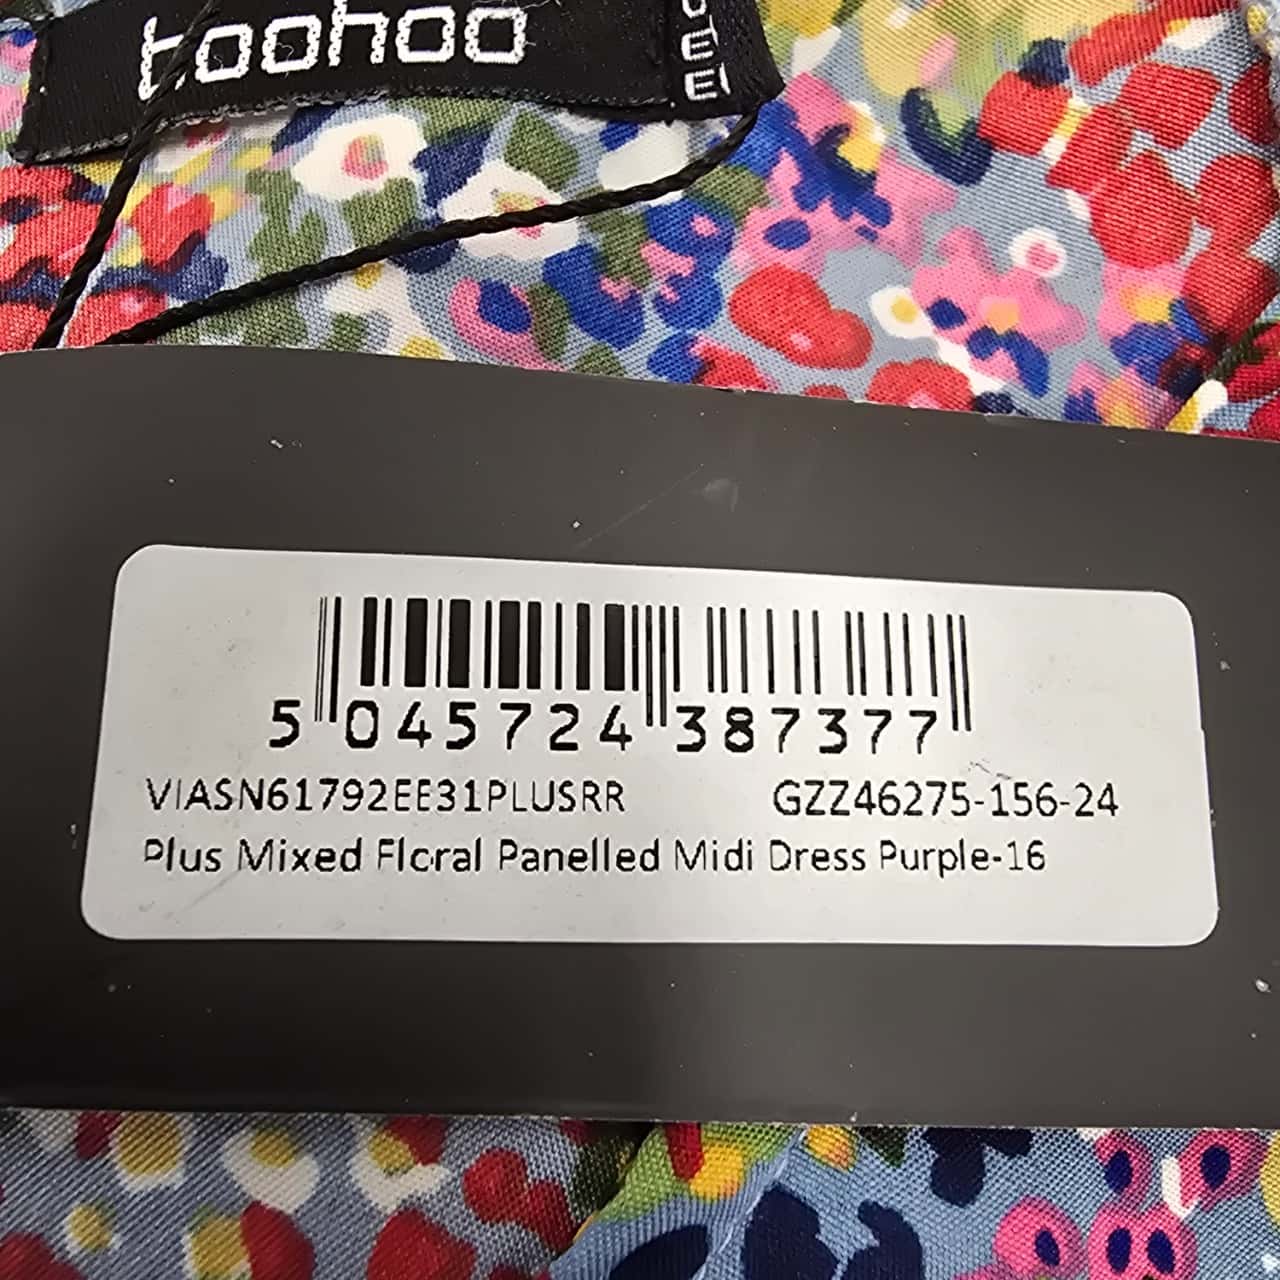 boohoo
5 045724 387377
VIASN61792EE31PLUSRR GZZ46275-156-24
Plus Mixed Floral Panelled Midi Dress Purple-16